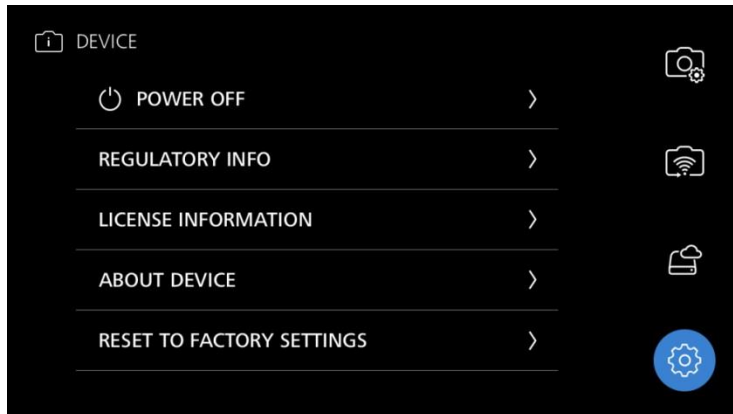 DEVICE
POWER OFF
REGULATORY INFO
LICENSE INFORMATION
ABOUT DEVICE
RESET TO FACTORY SETTINGS